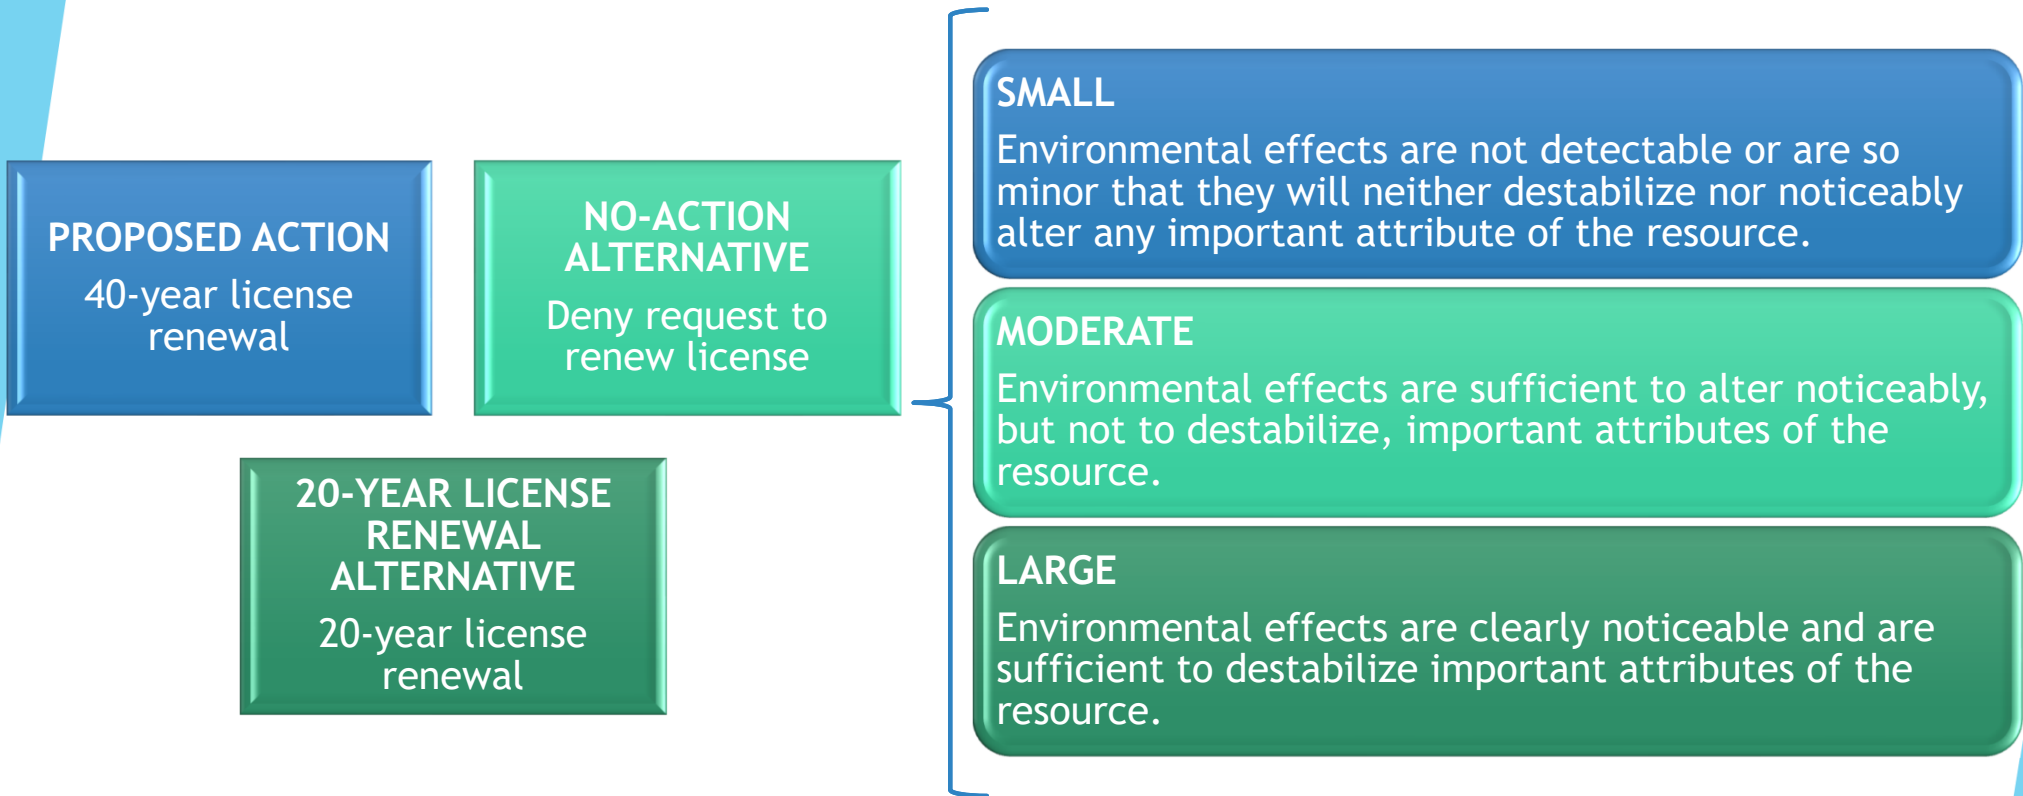 PROPOSED ACTION
40-year license
renewal
NO-ACTION
ALTERNATIVE
Deny request to
renew license
20-YEAR LICENSE
RENEWAL
ALTERNATIVE
20-year license
renewal
SMALL
Environmental effects are not detectable or are so
minor that they will neither destabilize nor noticeably
alter any important attribute of the resource.
MODERATE
Environmental effects are sufficient to alter noticeably,
but not to destabilize, important attributes of the
resource.
LARGE
Environmental effects are clearly noticeable and are
sufficient to destabilize important attributes of the
resource.